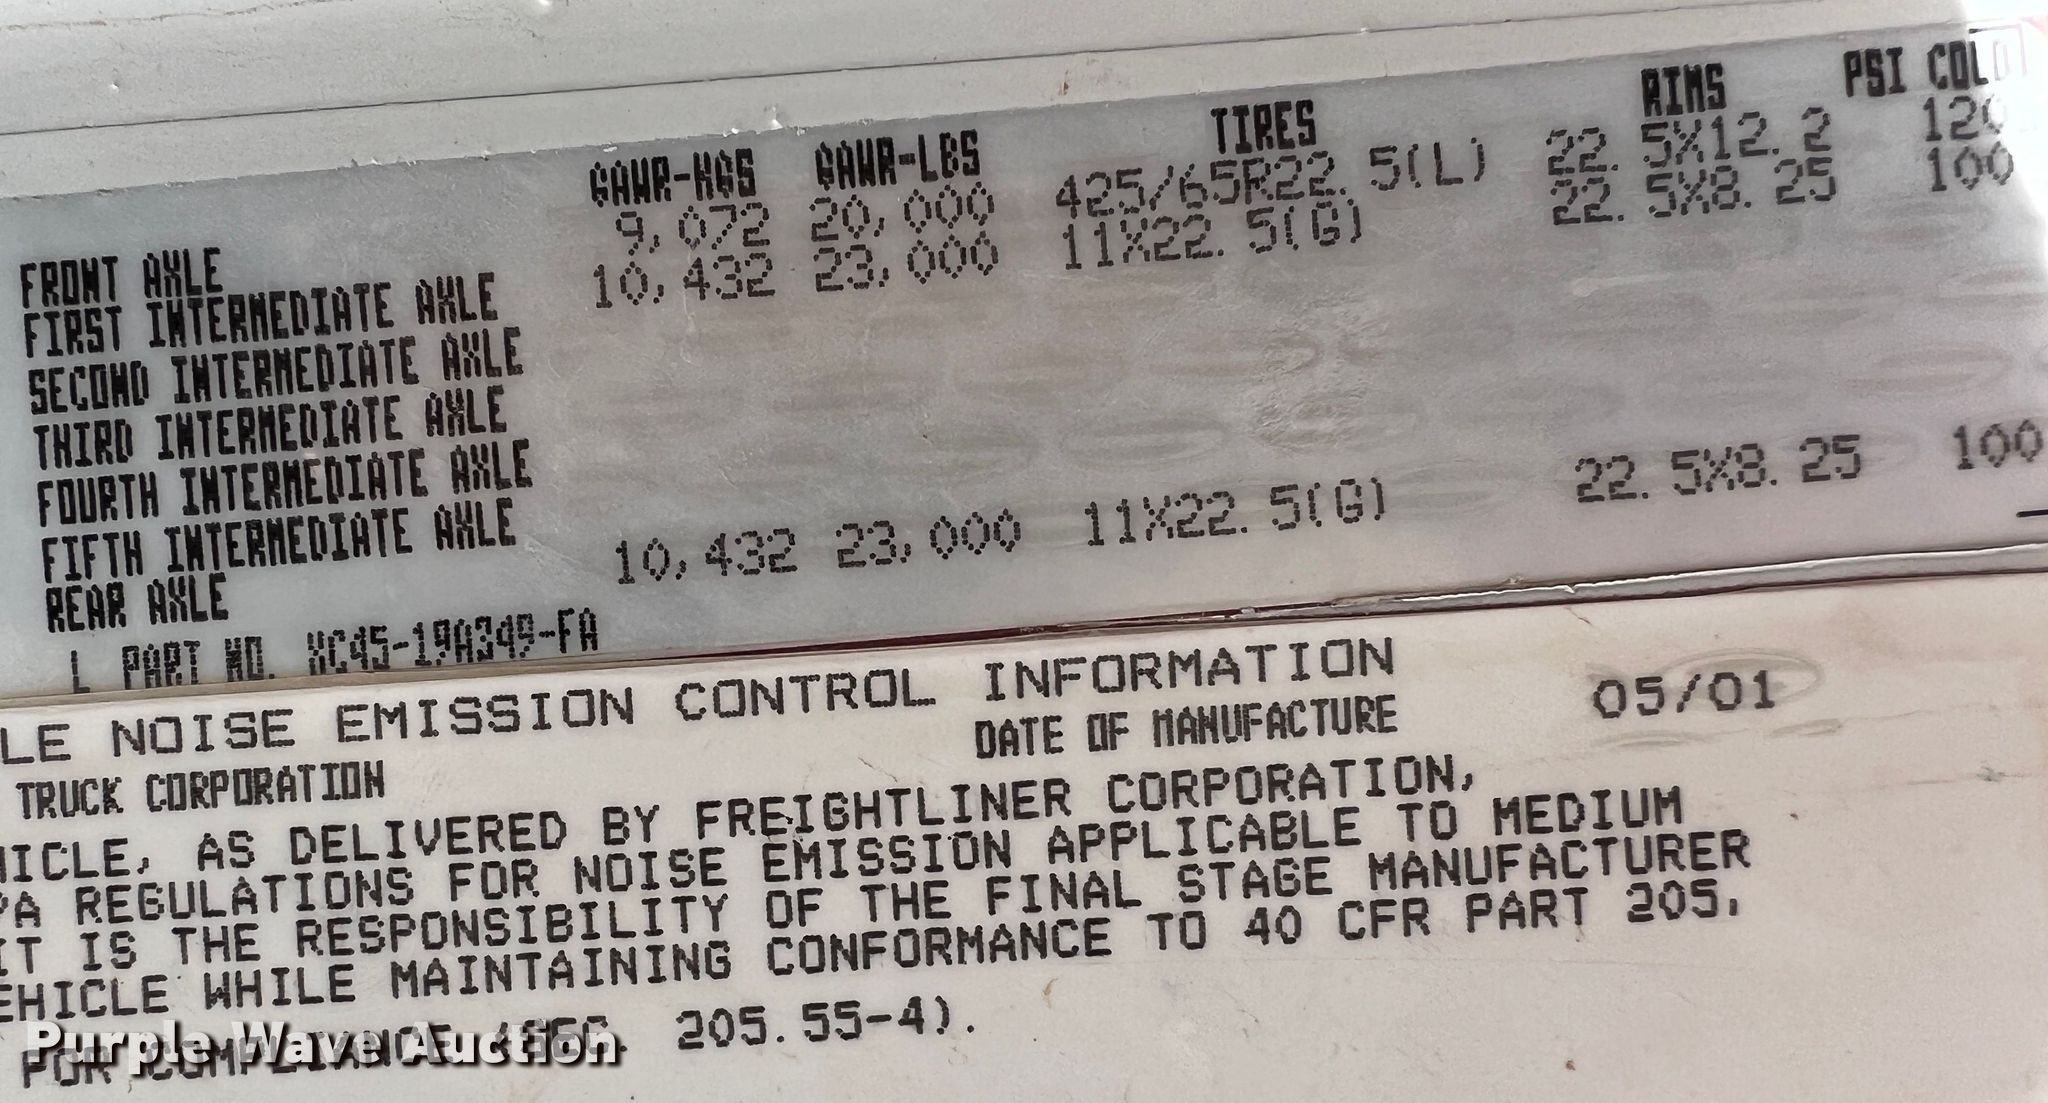 GAWR-KGS GAWR-LBS TIRES RIMS PSI COLD
FRONT AXLE 9,072 20,000 425/65R22.5(L) 22.5X12.2 120
FIRST INTERMEDIATE AXLE 10,432 23,000 11X22.5(G) 22.5X8.25 100
SECOND INTERMEDIATE AXLE
THIRD INTERMEDIATE AXLE
FOURTH INTERMEDIATE AXLE
FIFTH INTERMEDIATE AXLE
REAR AXLE 10,432 23,000 11X22.5(G) 22.5X8.25 100
L PART NO. XC45-19A349-FA
LE NOISE EMISSION CONTROL INFORMATION
TRUCK CORPORATION DATE OF MANUFACTURE 05/01
HICLE, AS DELIVERED BY FREIGHTLINER CORPORATION,
PA REGULATIONS FOR NOISE EMISSION APPLICABLE TO MEDIUM
IT IS THE RESPONSIBILITY OF THE FINAL STAGE MANUFACTURER
EHICLE WHILE MAINTAINING CONFORMANCE TO 40 CFR PART 205,
FOR COMPLIANCE (SEC. 205.55-4).
Purple Wave Auction